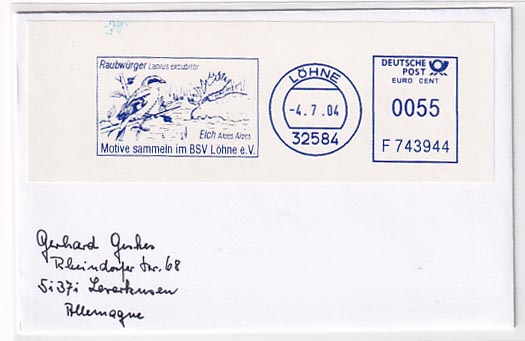 Raubwürger Lanius excubitor
Elch Alces Alces
Motive sammeln im BSV Löhne e.V.
LÖHNE
-4.7.04
32584
DEUTSCHE
POST
EURO CENT
0055
F 743944
Gerhard
Rheindorfer Str. 68
51371 Leverkusen
Allemagne